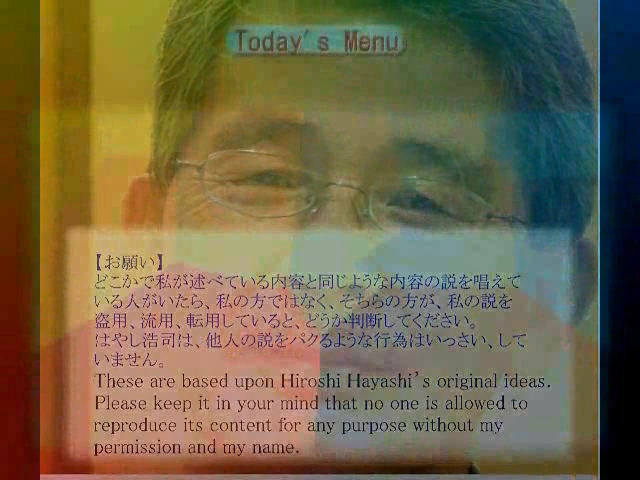 Today's Menu
【お願い】
どこかで私が述べている内容と同じような内容の説を唱えて
いる人がいたら、私の方ではなく、そちらの方が、私の説を
盗用、流用、転用していると、どうか判断してください。
はやし浩司は、他人の説をパクるような行為はいっさい、して
いません。
These are based upon Hiroshi Hayashi's original ideas.
Please keep it in your mind that no one is allowed to
reproduce its content for any purpose without my
permission and my name.